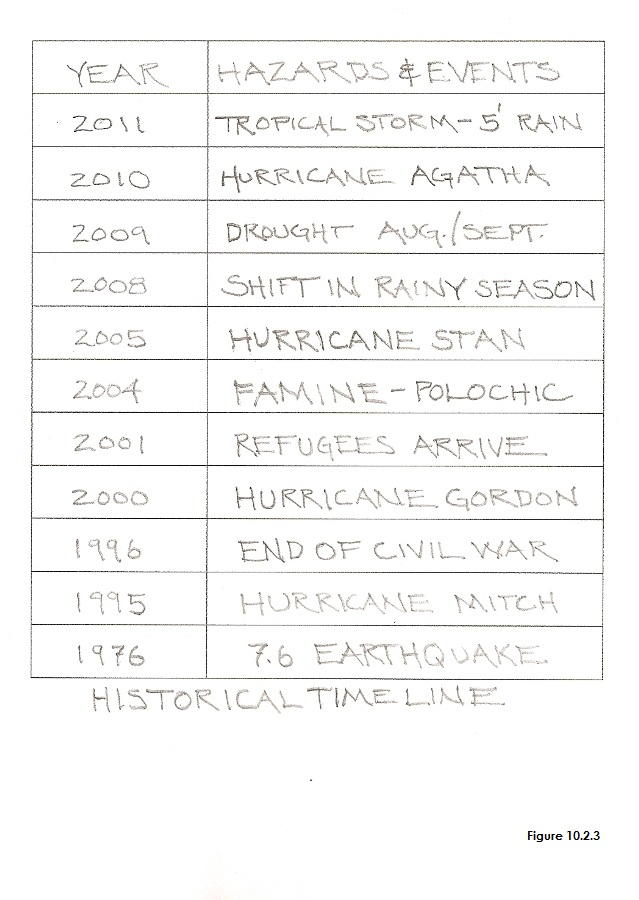 YEAR HAZARDS & EVENTS
2011 TROPICAL STORM - 5' RAIN
2010 HURRICANE AGATHA
2009 DROUGHT AUG./SEPT.
2008 SHIFT IN RAINY SEASON
2005 HURRICANE STAN
2004 FAMINE - POLOCHIC
2001 REFUGEES ARRIVE
2000 HURRICANE GORDON
1996 END OF CIVIL WAR
1995 HURRICANE MITCH
1976 7.6 EARTHQUAKE
HISTORICAL TIME LINE
Figure 10.2.3